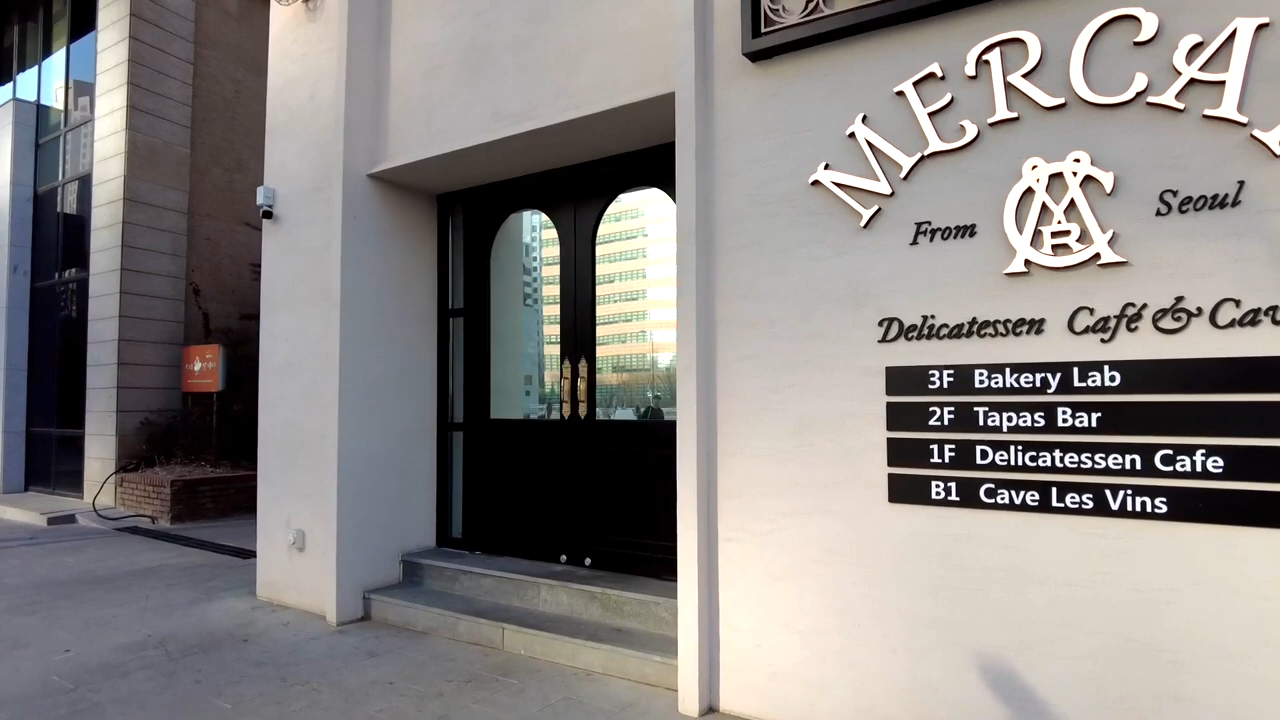 MERCA
From Seoul
Delicatessen Café & Cav
3F Bakery Lab
2F Tapas Bar
1F Delicatessen Cafe
B1 Cave Les Vins